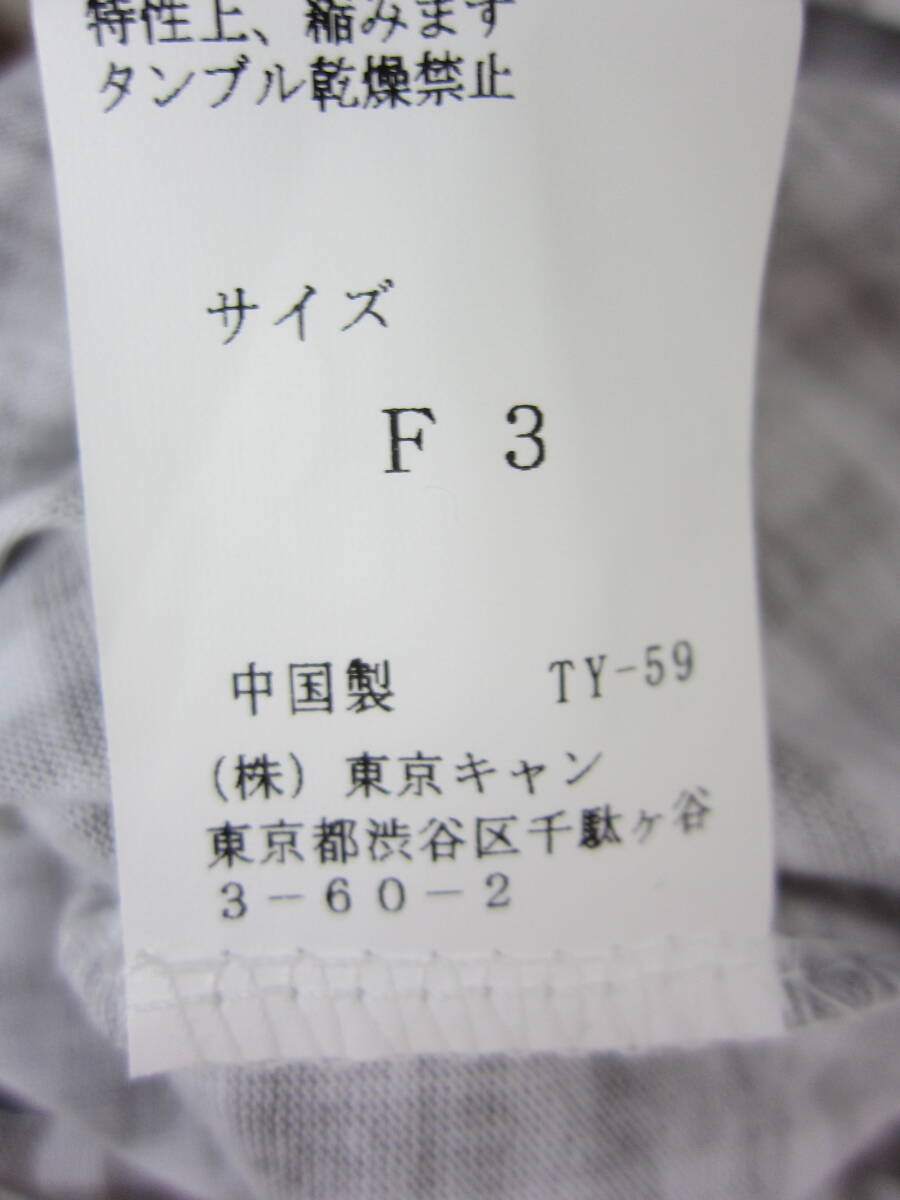 特性上、縮みます
タンブル乾燥禁止
サイズ
F 3
中国製 TY-59
(株) 東京キャン
東京都渋谷区千駄ヶ谷
3－60－2